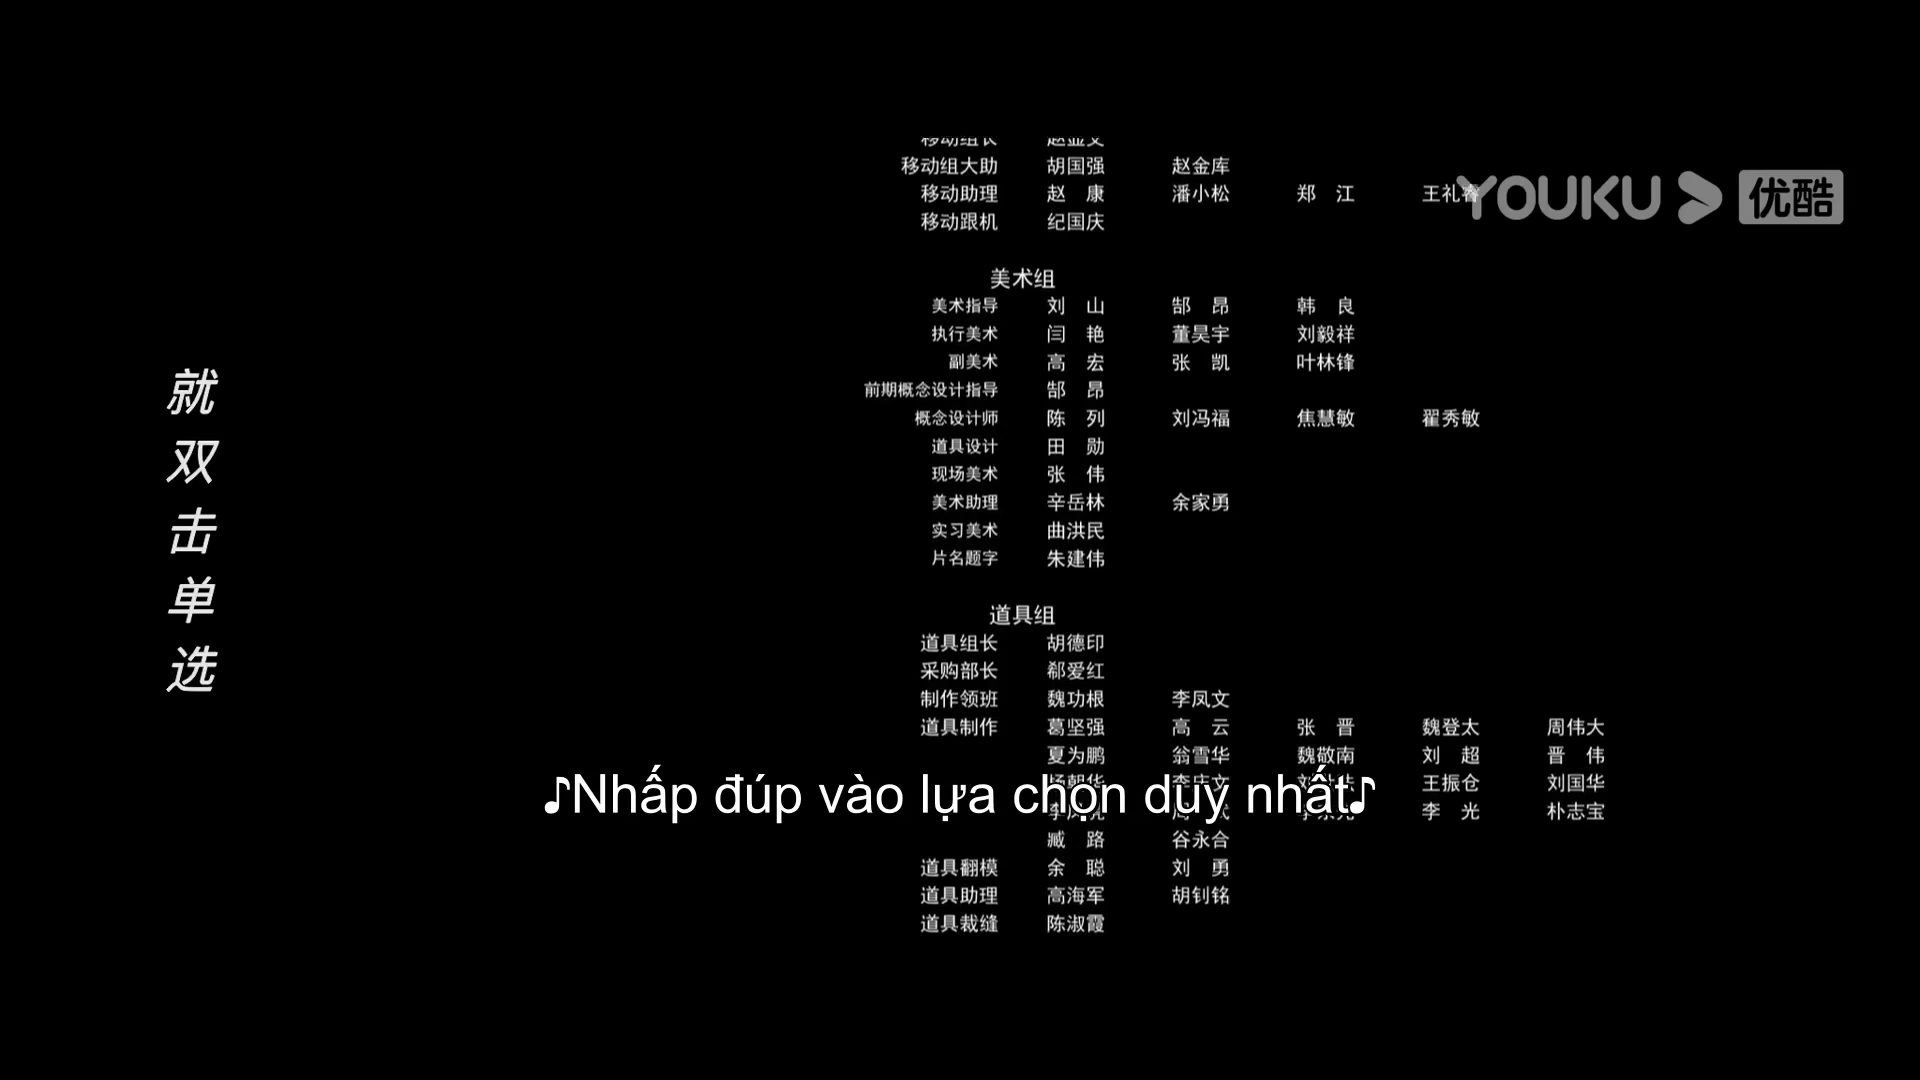 移动组大助 胡国强 赵金库
移动助理 赵 康 潘小松 郑 江 王礼睿
移动跟机 纪国庆
YOUKU 优酷
美术组
美术指导 刘 山 郜 昂 韩 良
执行美术 闫 艳 董昊宇 刘毅祥
副美术 高 宏 张 凯 叶林锋
前期概念设计指导 郜 昂
概念设计师 陈 列 刘冯福 焦慧敏 翟秀敏
道具设计 田 勋
现场美术 张 伟
美术助理 辛岳林 余家勇
实习美术 曲洪民
片名题字 朱建伟
就双击单选
道具组
道具组长 胡德印
采购部长 郗爱红
制作领班 魏功根 李凤文
道具制作 葛坚强 高 云 张 晋 魏登太 周伟大
夏为鹏 翁雪华 魏敬南 刘 超 晋 伟
王振仓 刘国华
♪Nhấp đúp vào lựa chọn duy nhất♪
李 光 朴志宝
臧 路 谷永合
道具翻模 余 聪 刘 勇
道具助理 高海军 胡钊铭
道具裁缝 陈淑霞